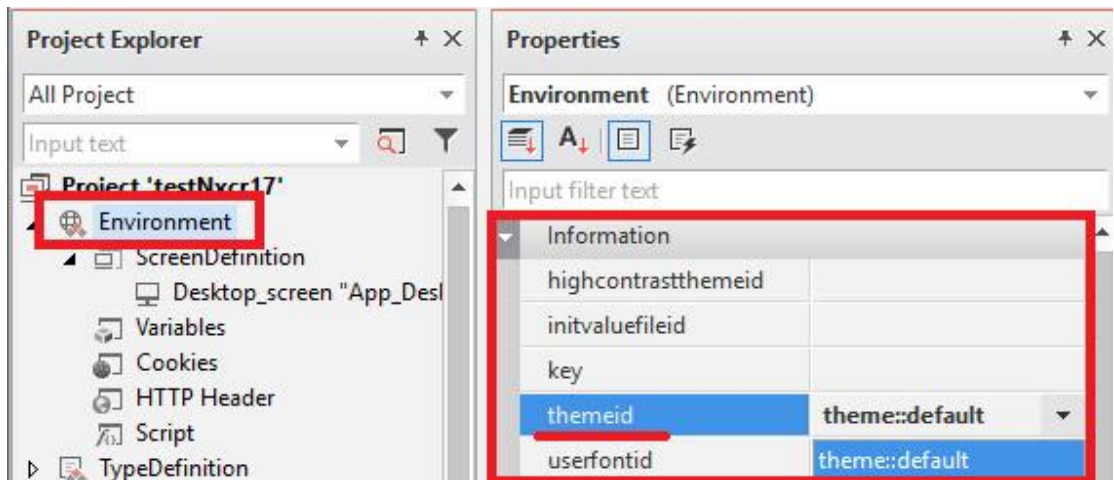 Project Explorer
All Project
Input text
Project 'testNxcr17'
Environment
ScreenDefinition
Desktop_screen "App_Desl
Variables
Cookies
HTTP Header
Script
TypeDefinition
Properties
Environment (Environment)
Input filter text
Information
highcontrastthemeid
initvaluefileid
key
themeid theme::default
userfontid theme::default